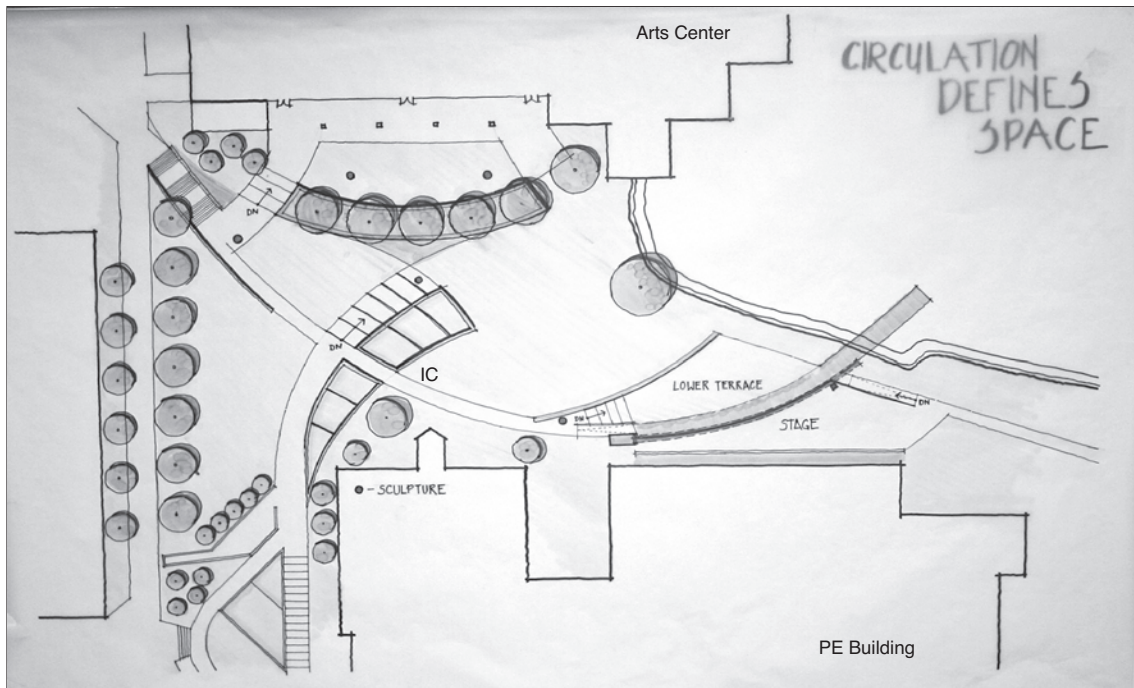 Arts Center
CIRCULATION
DEFINES
SPACE
DN
DN
IC
LOWER TERRACE
DN
DN
STAGE
- SCULPTURE
PE Building